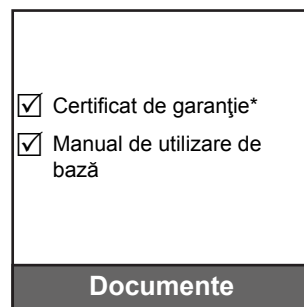 ☑ Certificat de garanţie*
☑ Manual de utilizare de
bază
Documente